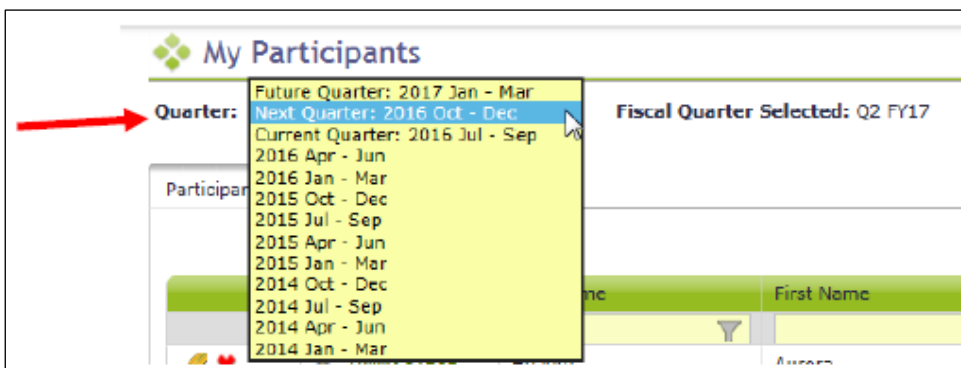 My Participants
Quarter:
Future Quarter: 2017 Jan - Mar
Next Quarter: 2016 Oct - Dec
Current Quarter: 2016 Jul - Sep
2016 Apr - Jun
2016 Jan - Mar
2015 Oct - Dec
2015 Jul - Sep
2015 Apr - Jun
2015 Jan - Mar
2014 Oct - Dec
2014 Jul - Sep
2014 Apr - Jun
2014 Jan - Mar
Fiscal Quarter Selected: Q2 FY17
Participan
me
First Name